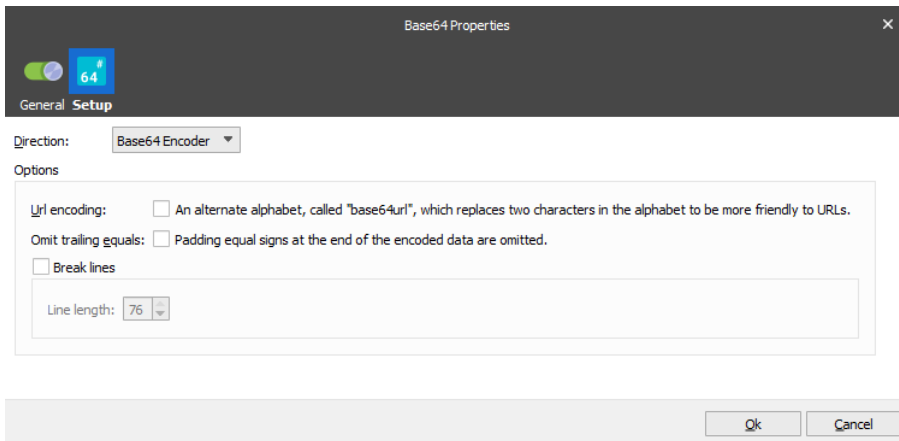 Base64 Properties
×
64#
General Setup
Direction: Base64 Encoder
Options
Url encoding: An alternate alphabet, called "base64url", which replaces two characters in the alphabet to be more friendly to URLs.
Omit trailing equals: Padding equal signs at the end of the encoded data are omitted.
Break lines
Line length: 76
Ok Cancel